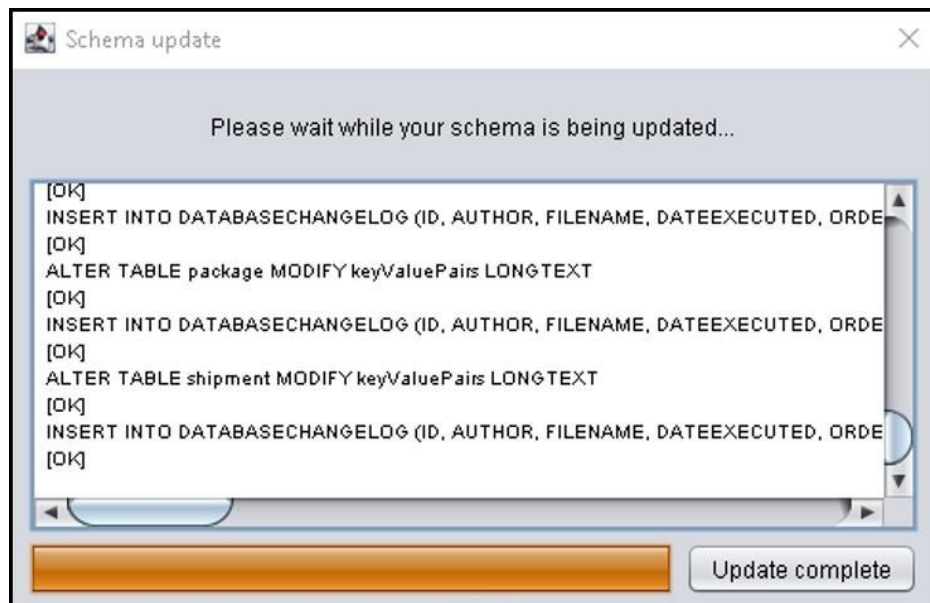 Schema update
Please wait while your schema is being updated...
[OK]
INSERT INTO DATABASECHANGELOG (ID, AUTHOR, FILENAME, DATEEXECUTED, ORDE
[OK]
ALTER TABLE package MODIFY keyValuePairs LONGTEXT
[OK]
INSERT INTO DATABASECHANGELOG (ID, AUTHOR, FILENAME, DATEEXECUTED, ORDE
[OK]
ALTER TABLE shipment MODIFY keyValuePairs LONGTEXT
[OK]
INSERT INTO DATABASECHANGELOG (ID, AUTHOR, FILENAME, DATEEXECUTED, ORDE
[OK]
Update complete